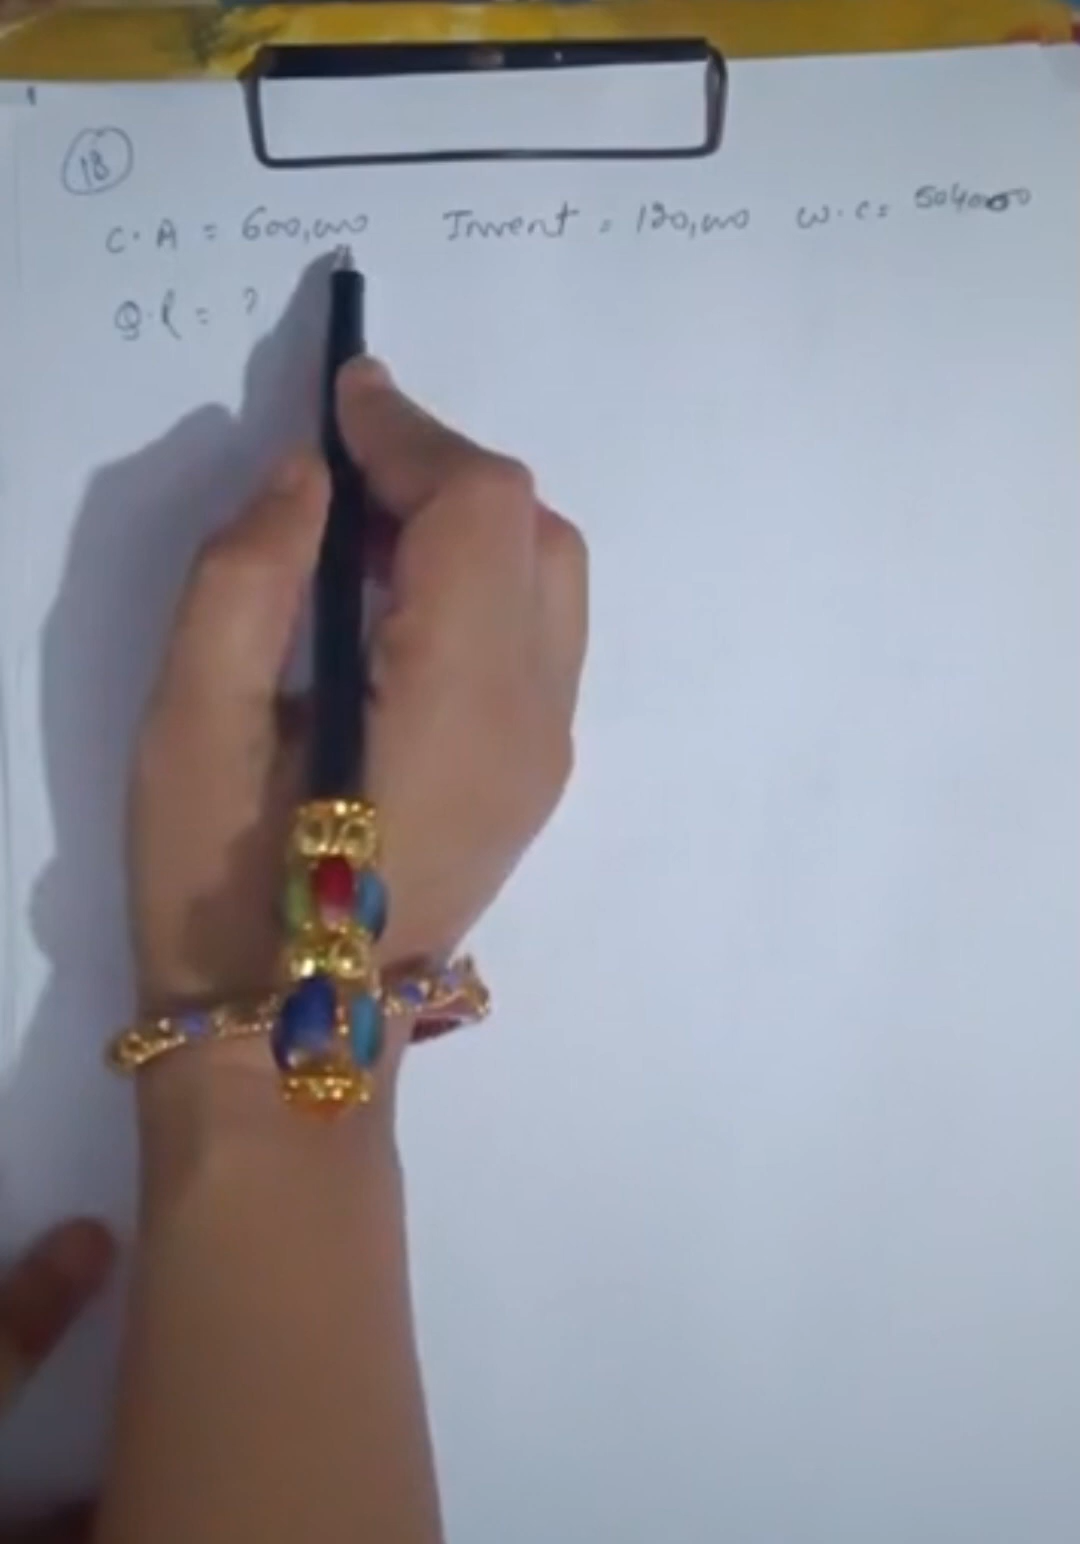 18
C.A = 600,000 Invent = 120,000 W.C = 504000
Q.R = ?